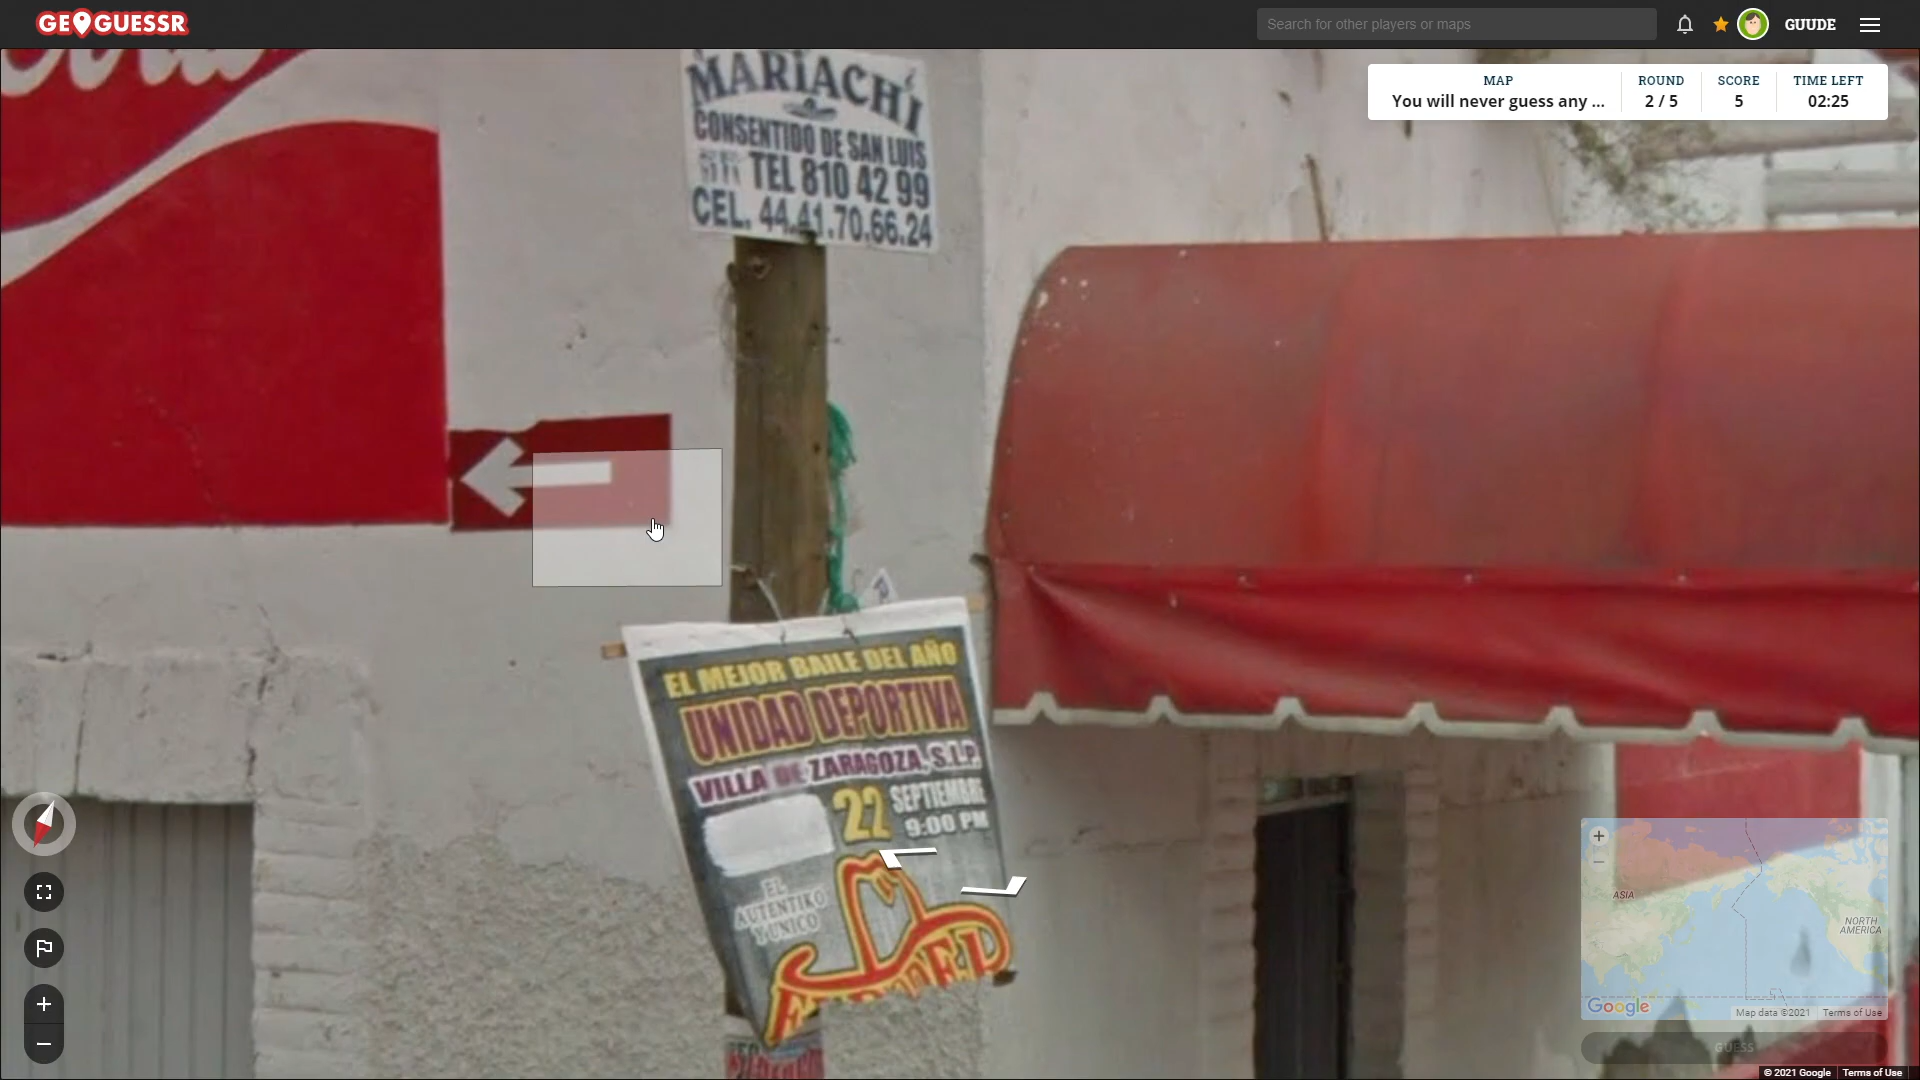 GEOGUESSR
Search for other players or maps
GUUDE
MAP
You will never guess any ...
ROUND
2 / 5
SCORE
5
TIME LEFT
02:25
MARIACHI
CONSENTIDO DE SAN LUIS
TEL 810 42 99
CEL. 44.41.70.66.24
EL MEJOR BAILE DEL AÑO
UNIDAD DEPORTIVA
VILLA DE ZARAGOZA, S.L.P.
22 SEPTIEMBRE
9:00 PM
EL
AUTENTIKO
Y UNICO
ASIA
NORTH
AMERICA
Google
Map data ©2021
Terms of Use
GUESS
© 2021 Google
Terms of Use